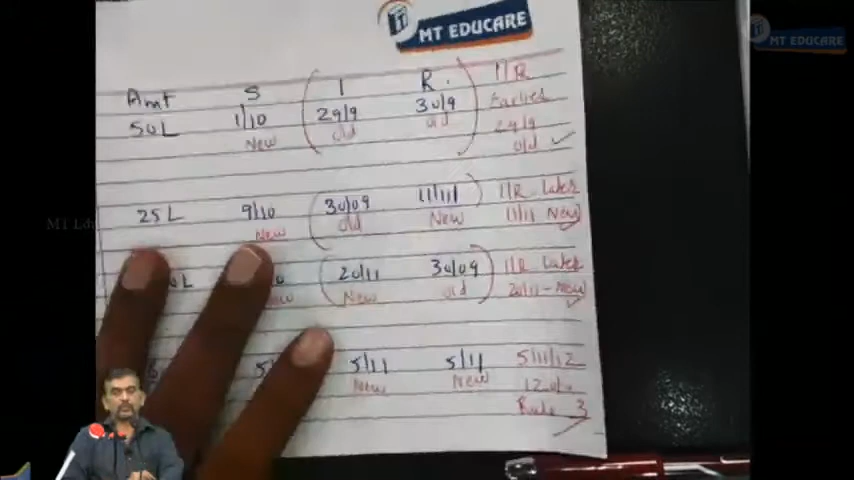 MT EDUCARE
MT EDUCARE
Amt S I R. I/R
50L 1/10 29/9 30/9 Earlier
New old old 29/9
old
25L 9/10 30/09 11/11 I/R Later
New old New 11/11 New
L 20/11 30/09 I/R Later
New old 20/11-New
5/11 5/11 5/11/12
New New 12%
Rule 3
MT Ed